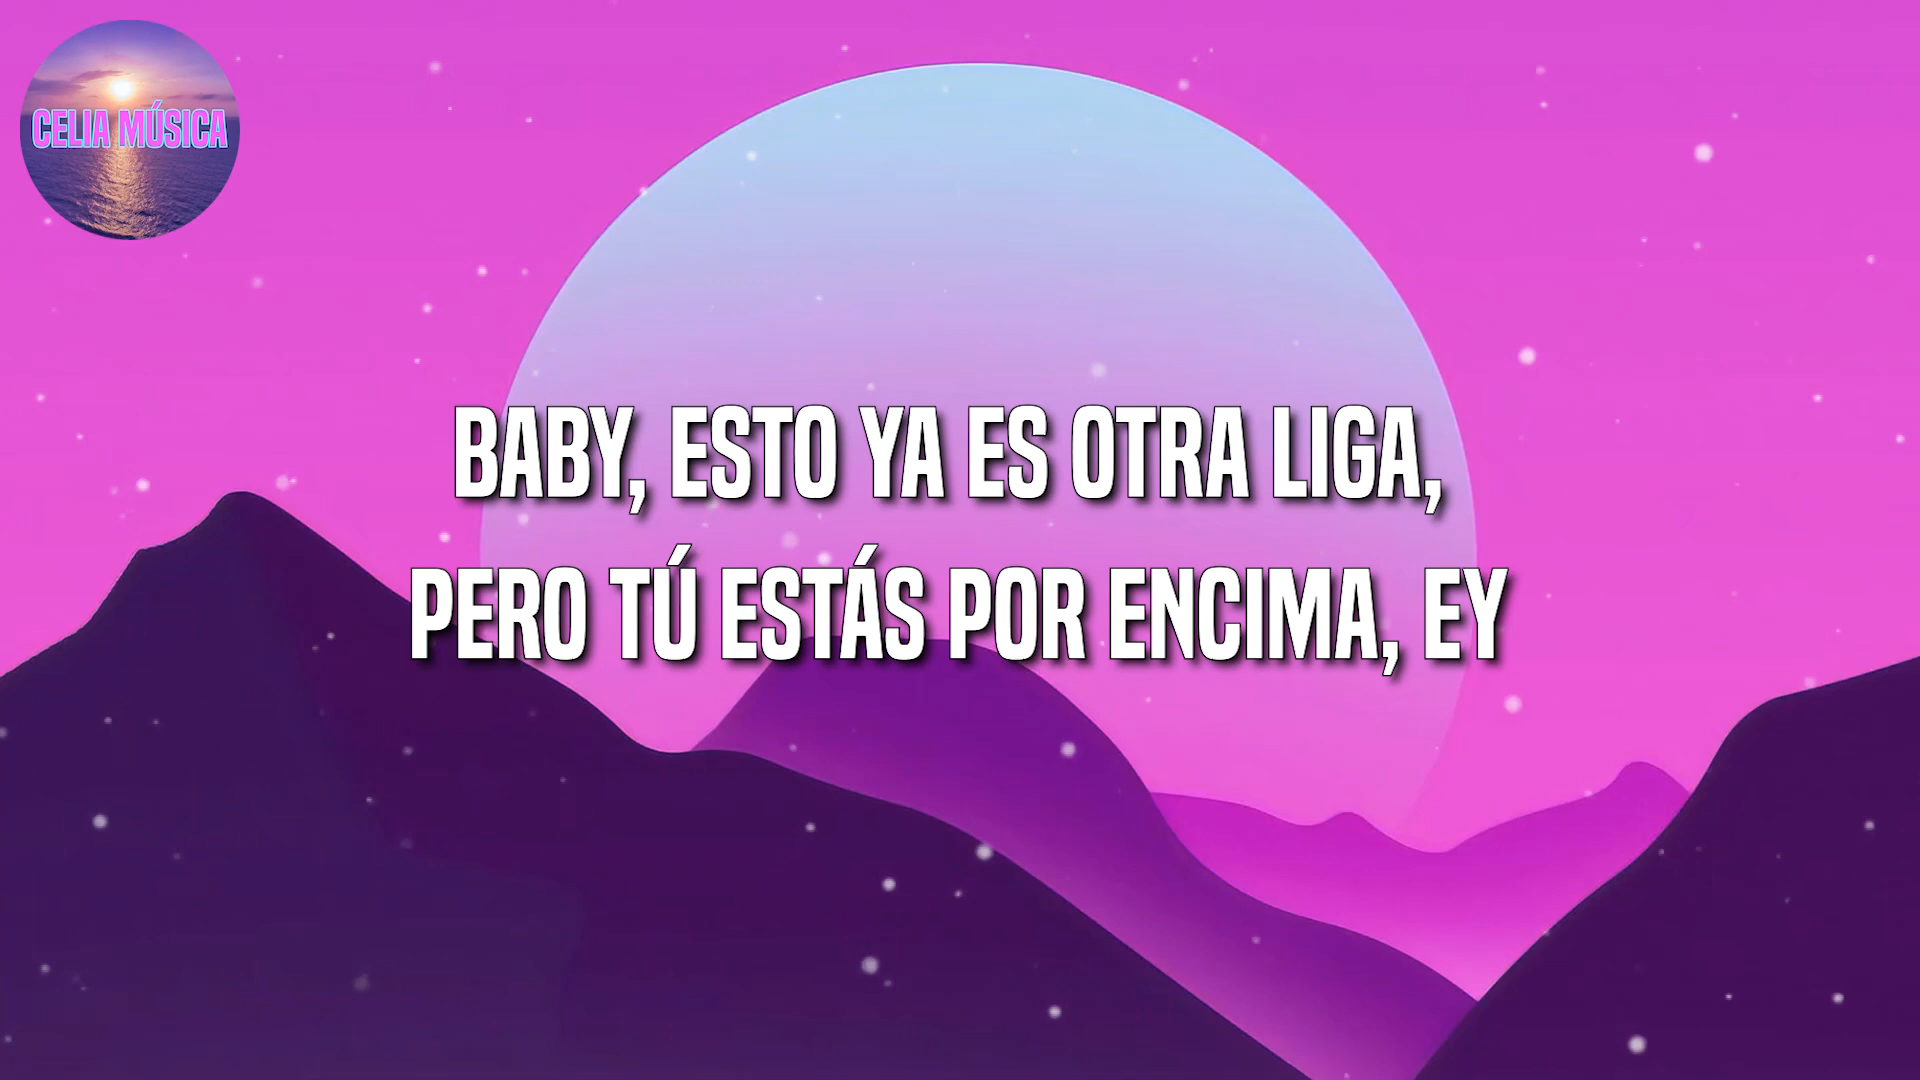 CELIA MÚSICA
BABY, ESTO YA ES OTRA LIGA,
PERO TÚ ESTÁS POR ENCIMA, EY